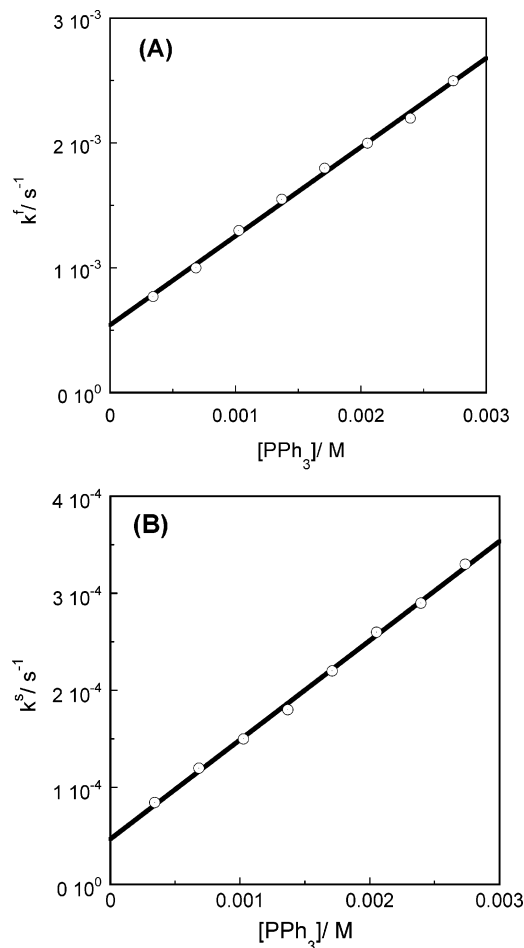 (A)
3 10⁻³
2 10⁻³
1 10⁻³
0 10⁰
kᶠ/ s⁻¹
0 0.001 0.002 0.003
[PPh₃]/ M
(B)
4 10⁻⁴
3 10⁻⁴
2 10⁻⁴
1 10⁻⁴
0 10⁰
kˢ/ s⁻¹
0 0.001 0.002 0.003
[PPh₃]/ M